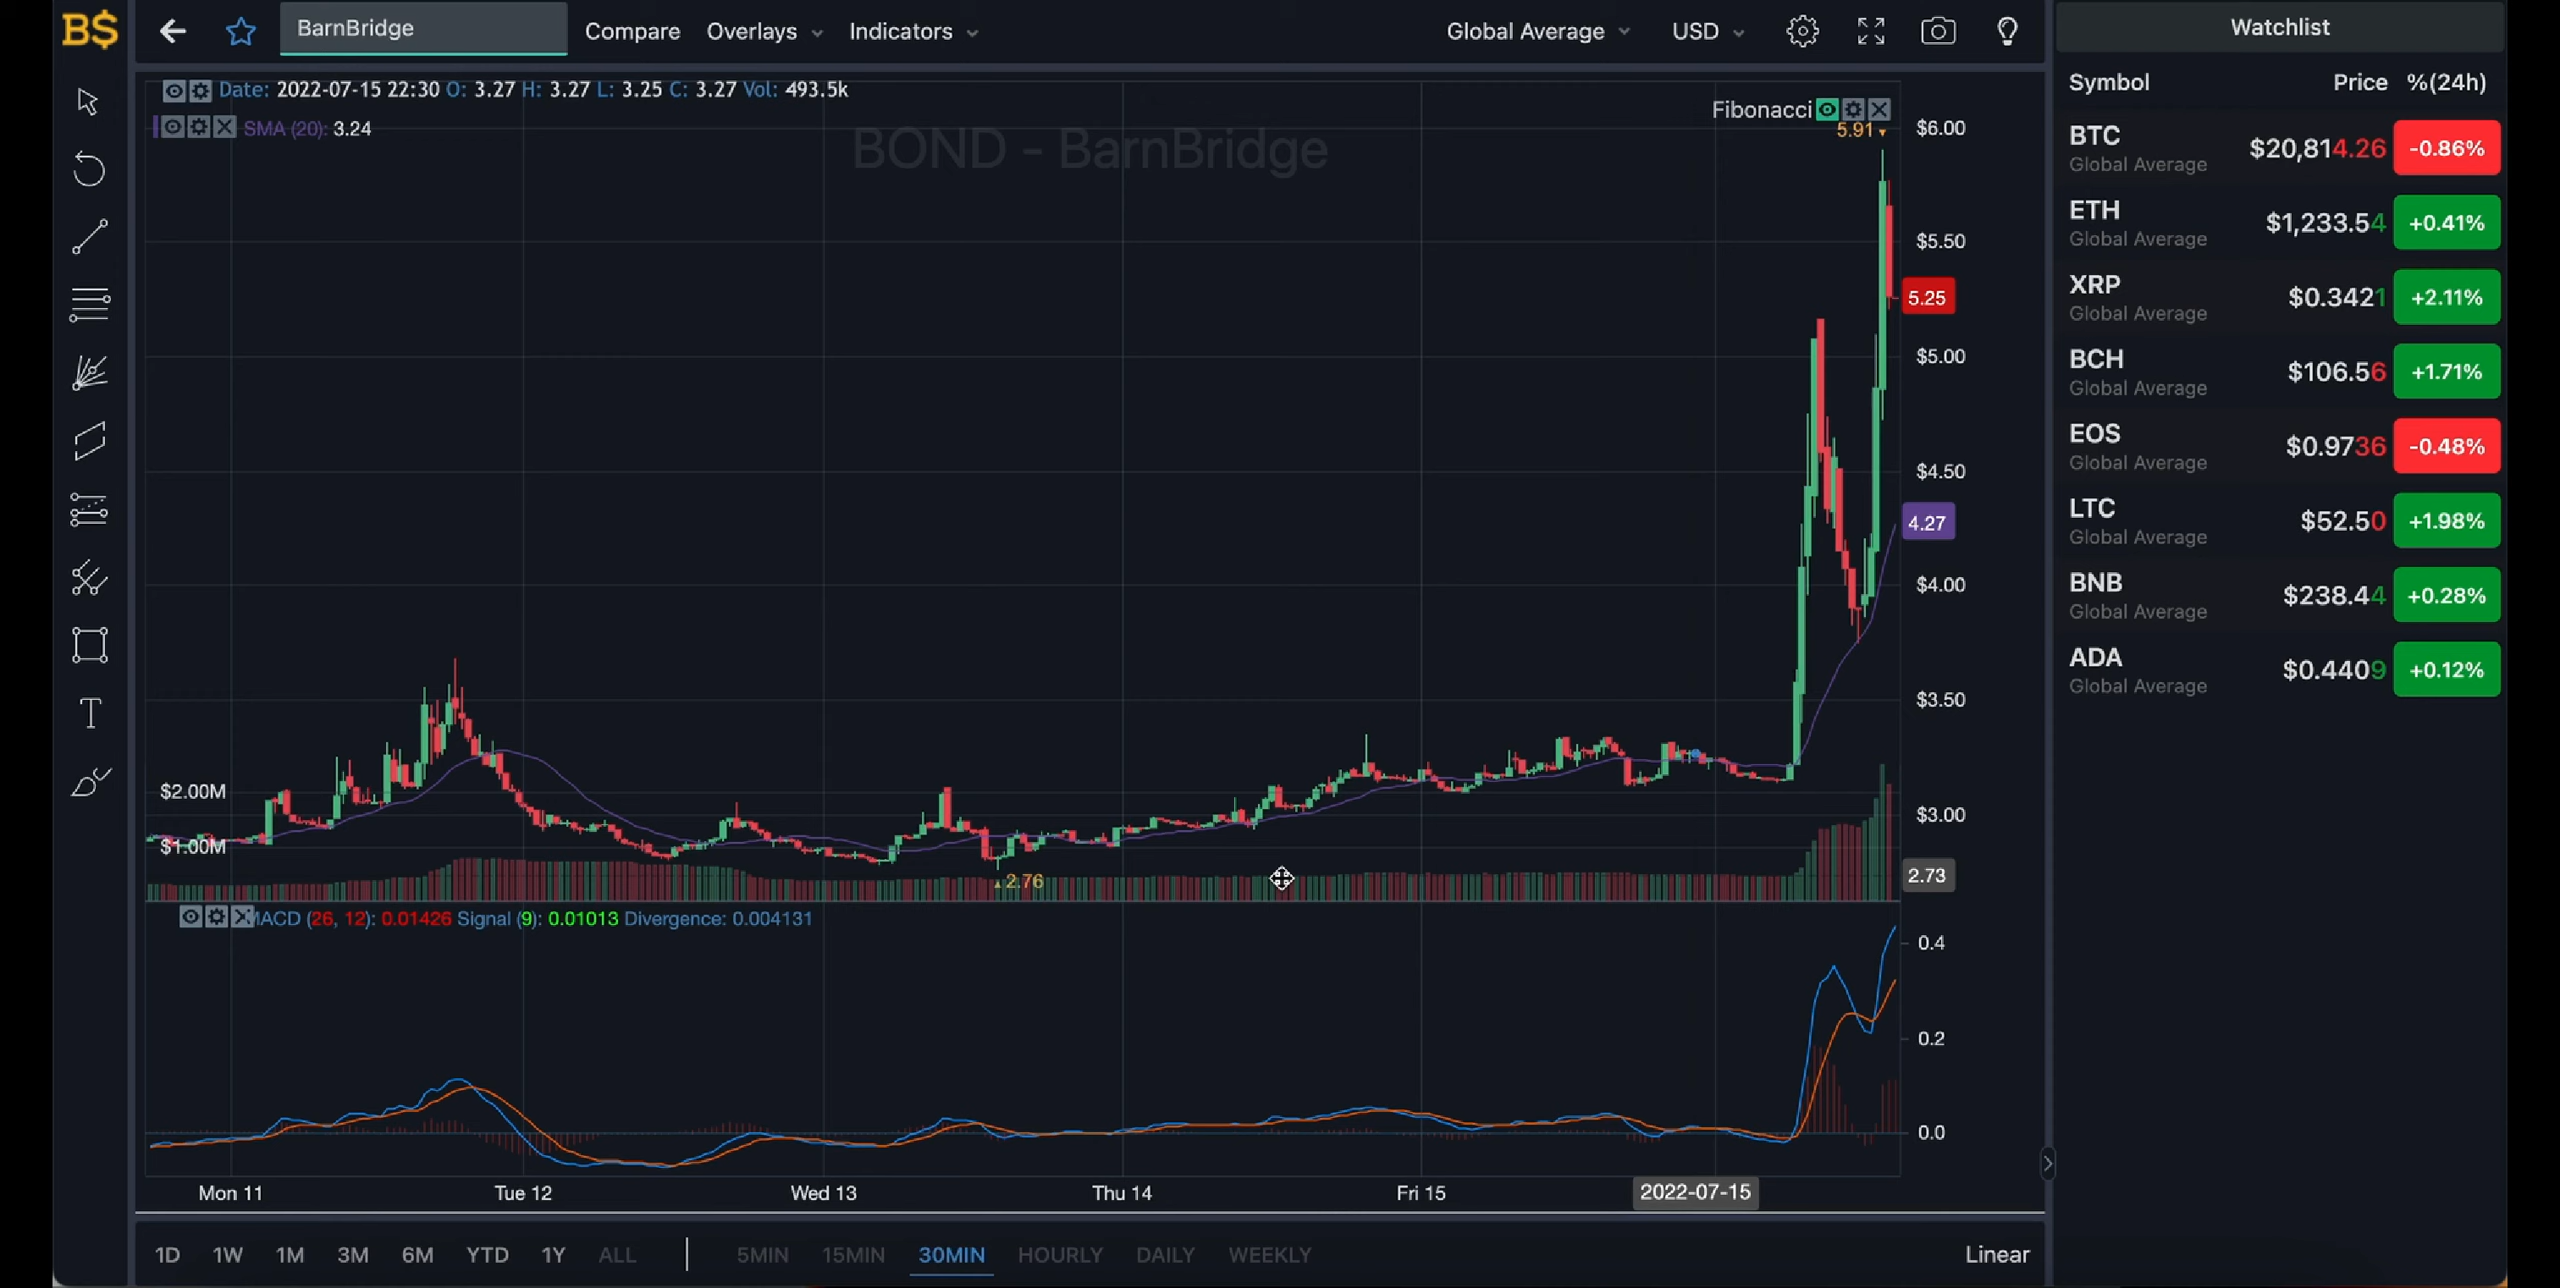 B$
BarnBridge
Compare
Overlays
Indicators
Global Average
USD
Watchlist
Date: 2022-07-15 22:30 O: 3.27 H: 3.27 L: 3.25 C: 3.27 Vol: 493.5k
SMA (20): 3.24
BOND - BarnBridge
Fibonacci
5.91
$6.00
$5.50
5.25
$5.00
$4.50
4.27
$4.00
$3.50
$3.00
2.73
$2.00M
$1.00M
2.76
MACD (26, 12): 0.01426 Signal (9): 0.01013 Divergence: 0.004131
0.4
0.2
0.0
Mon 11
Tue 12
Wed 13
Thu 14
Fri 15
2022-07-15
1D 1W 1M 3M 6M YTD 1Y ALL 5MIN 15MIN 30MIN HOURLY DAILY WEEKLY Linear
Symbol Price %(24h)
BTC $20,814.26 -0.86%
Global Average
ETH $1,233.54 +0.41%
Global Average
XRP $0.3421 +2.11%
Global Average
BCH $106.56 +1.71%
Global Average
EOS $0.9736 -0.48%
Global Average
LTC $52.50 +1.98%
Global Average
BNB $238.44 +0.28%
Global Average
ADA $0.4409 +0.12%
Global Average